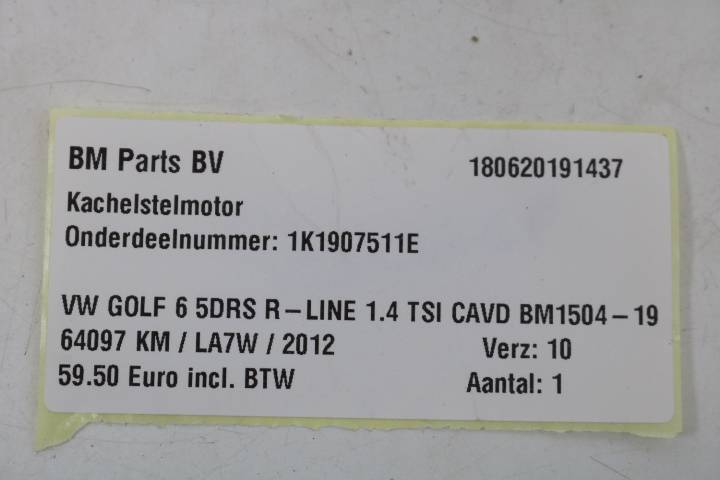 BM Parts BV 180620191437
Kachelstelmotor
Onderdeelnummer: 1K1907511E
VW GOLF 6 5DRS R-LINE 1.4 TSI CAVD BM1504-19
64097 KM / LA7W / 2012 Verz: 10
59.50 Euro incl. BTW Aantal: 1